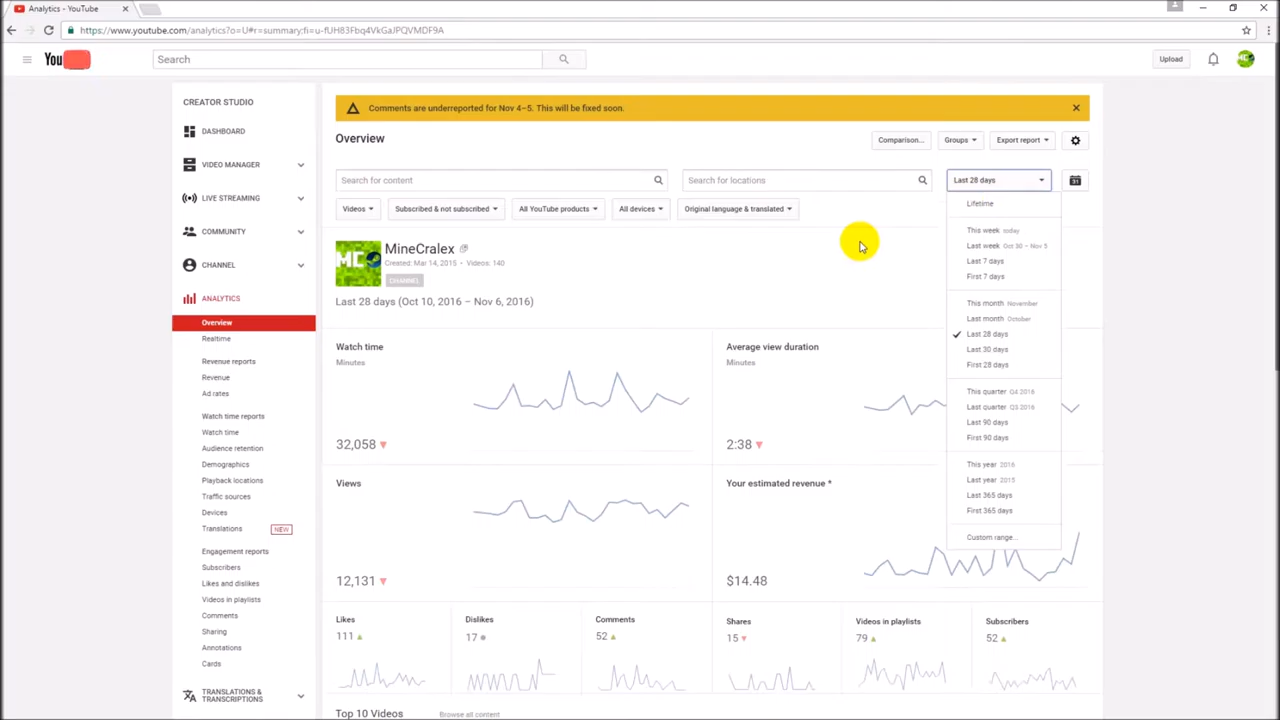 Analytics - YouTube
https://www.youtube.com/analytics?o=U#r=summary;fi=u-fUH83Fbq4VkGaJPQVMDF9A
You
Search
Upload
CREATOR STUDIO
DASHBOARD
VIDEO MANAGER
LIVE STREAMING
COMMUNITY
CHANNEL
ANALYTICS
Overview
Realtime
Revenue reports
Revenue
Ad rates
Watch time reports
Watch time
Audience retention
Demographics
Playback locations
Traffic sources
Devices
Translations NEW
Engagement reports
Subscribers
Likes and dislikes
Videos in playlists
Comments
Sharing
Annotations
Cards
TRANSLATIONS &
TRANSCRIPTIONS
Comments are underreported for Nov 4–5. This will be fixed soon.
Overview
Comparison... Groups Export report
Search for content Search for locations Last 28 days
Videos Subscribed & not subscribed All YouTube products All devices Original language & translated
MC
MineCralex
Created: Mar 14, 2015 • Videos: 140
CHANNEL
Last 28 days (Oct 10, 2016 – Nov 6, 2016)
Lifetime
This week today
Last week Oct 30 – Nov 5
Last 7 days
First 7 days
This month November
Last month October
Last 28 days
Last 30 days
First 28 days
This quarter Q4 2016
Last quarter Q3 2016
Last 90 days
First 90 days
This year 2016
Last year 2015
Last 365 days
First 365 days
Custom range...
Watch time
Minutes
32,058
Average view duration
Minutes
2:38
Views
12,131
Your estimated revenue *
$14.48
Likes
111
Dislikes
17
Comments
52
Shares
15
Videos in playlists
79
Subscribers
52
Top 10 Videos Browse all content